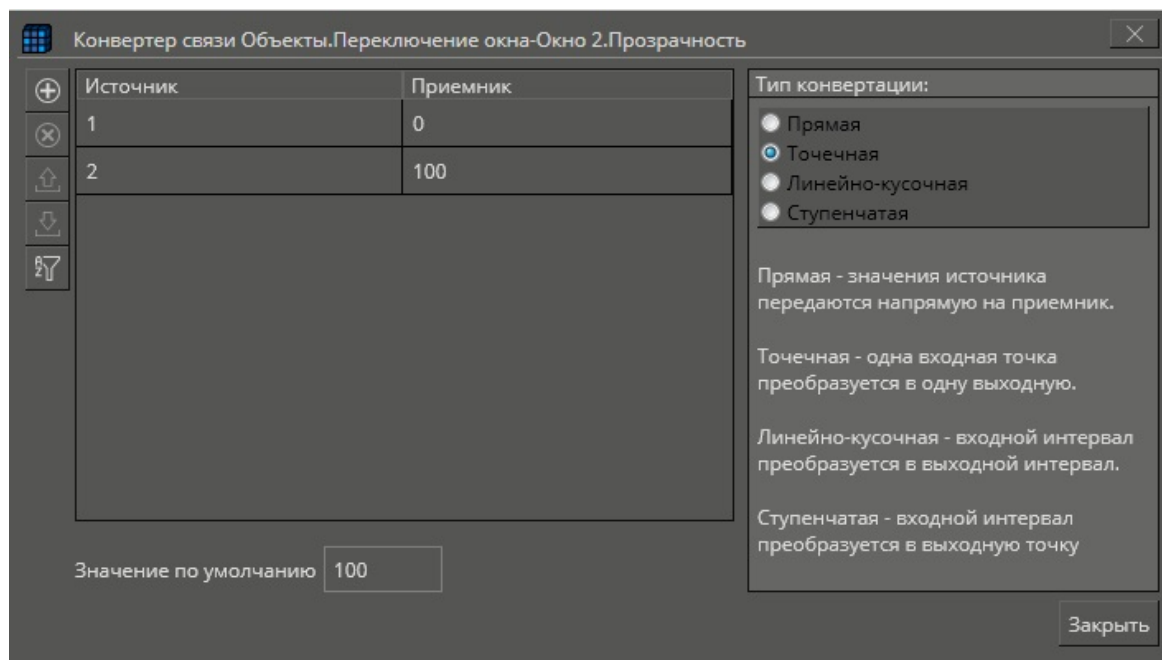 Конвертер связи Объекты.Переключение окна-Окно 2.Прозрачность
Источник Приемник
1 0
2 100
Значение по умолчанию 100
Тип конвертации:
Прямая
Точечная
Линейно-кусочная
Ступенчатая
Прямая - значения источника
передаются напрямую на приемник.
Точечная - одна входная точка
преобразуется в одну выходную.
Линейно-кусочная - входной интервал
преобразуется в выходной интервал.
Ступенчатая - входной интервал
преобразуется в выходную точку
Закрыть